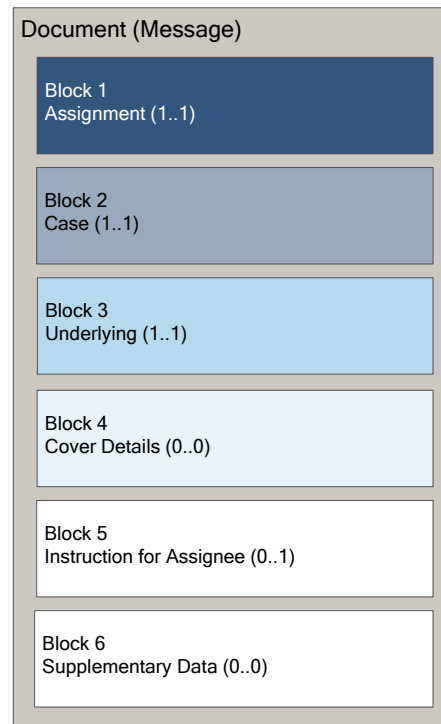 Document (Message)
Block 1
Assignment (1..1)
Block 2
Case (1..1)
Block 3
Underlying (1..1)
Block 4
Cover Details (0..0)
Block 5
Instruction for Assignee (0..1)
Block 6
Supplementary Data (0..0)